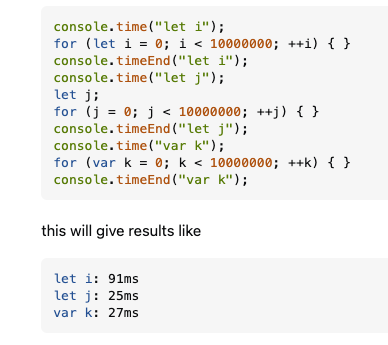 console.time("let i");
for (let i = 0; i < 10000000; ++i) { }
console.timeEnd("let i");
console.time("let j");
let j;
for (j = 0; j < 10000000; ++j) { }
console.timeEnd("let j");
console.time("var k");
for (var k = 0; k < 10000000; ++k) { }
console.timeEnd("var k");
this will give results like
let i: 91ms
let j: 25ms
var k: 27ms